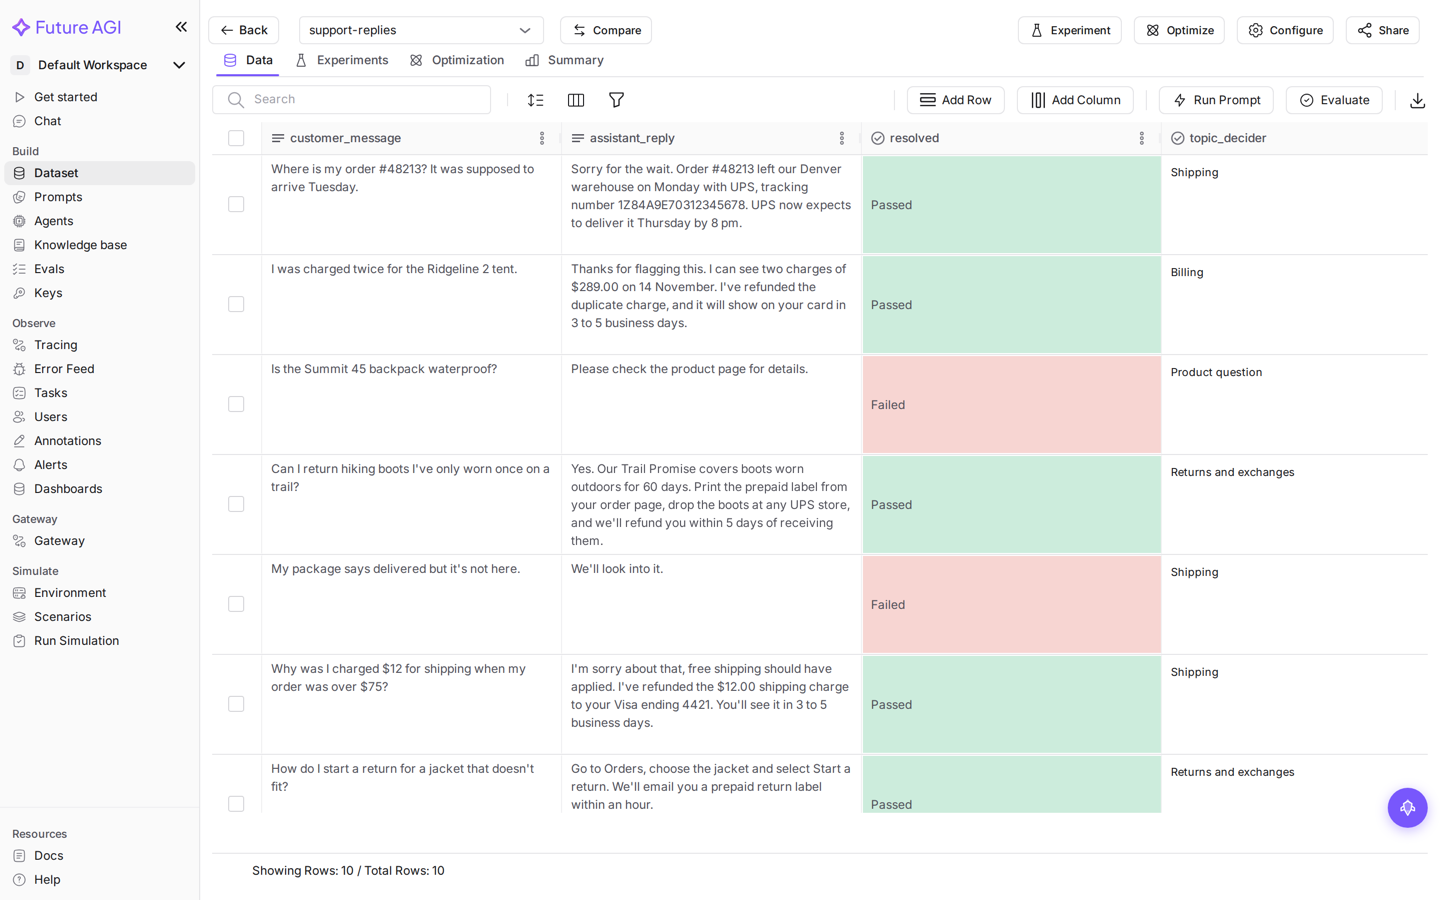 Future AGI
D Default Workspace
Get started
Chat
Build
Dataset
Prompts
Agents
Knowledge base
Evals
Keys
Observe
Tracing
Error Feed
Tasks
Users
Annotations
Alerts
Dashboards
Gateway
Gateway
Simulate
Environment
Scenarios
Run Simulation
Resources
Docs
Help
Back
support-replies
Compare
Experiment
Optimize
Configure
Share
Data
Experiments
Optimization
Summary
Search
Add Row
Add Column
Run Prompt
Evaluate
customer_message
assistant_reply
resolved
topic_decider
Where is my order #48213? It was supposed to
arrive Tuesday.
Sorry for the wait. Order #48213 left our Denver
warehouse on Monday with UPS, tracking
number 1Z84A9E70312345678. UPS now expects
to deliver it Thursday by 8 pm.
Passed
Shipping
I was charged twice for the Ridgeline 2 tent.
Thanks for flagging this. I can see two charges of
$289.00 on 14 November. I've refunded the
duplicate charge, and it will show on your card in
3 to 5 business days.
Passed
Billing
Is the Summit 45 backpack waterproof?
Please check the product page for details.
Failed
Product question
Can I return hiking boots I've only worn once on a
trail?
Yes. Our Trail Promise covers boots worn
outdoors for 60 days. Print the prepaid label from
your order page, drop the boots at any UPS store,
and we'll refund you within 5 days of receiving
them.
Passed
Returns and exchanges
My package says delivered but it's not here.
We'll look into it.
Failed
Shipping
Why was I charged $12 for shipping when my
order was over $75?
I'm sorry about that, free shipping should have
applied. I've refunded the $12.00 shipping charge
to your Visa ending 4421. You'll see it in 3 to 5
business days.
Passed
Shipping
How do I start a return for a jacket that doesn't
fit?
Go to Orders, choose the jacket and select Start a
return. We'll email you a prepaid return label
within an hour.
Passed
Returns and exchanges
Showing Rows: 10 / Total Rows: 10